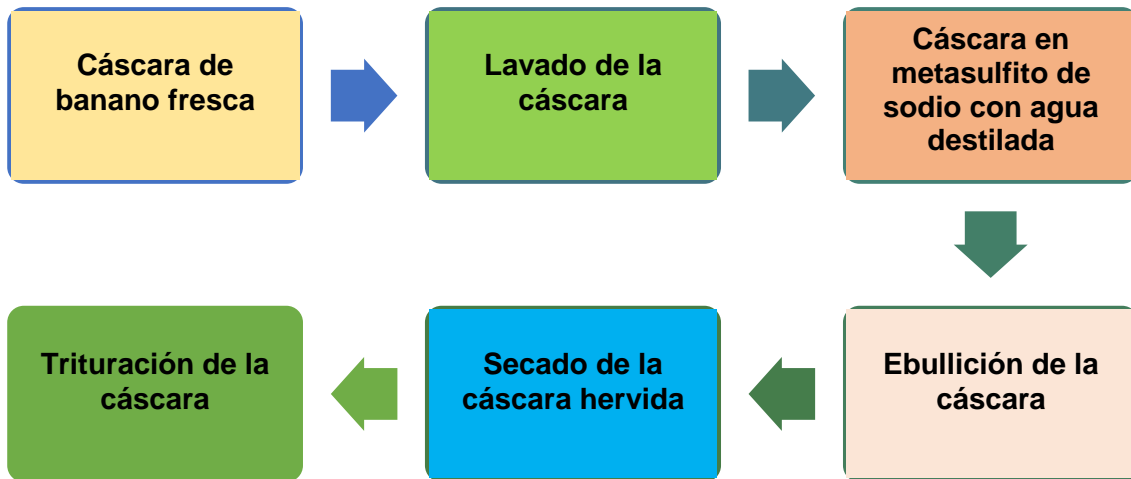 Cáscara de
banano fresca
Lavado de la
cáscara
Cáscara en
metasulfito de
sodio con agua
destilada
Ebullición de la
cáscara
Secado de la
cáscara hervida
Trituración de la
cáscara